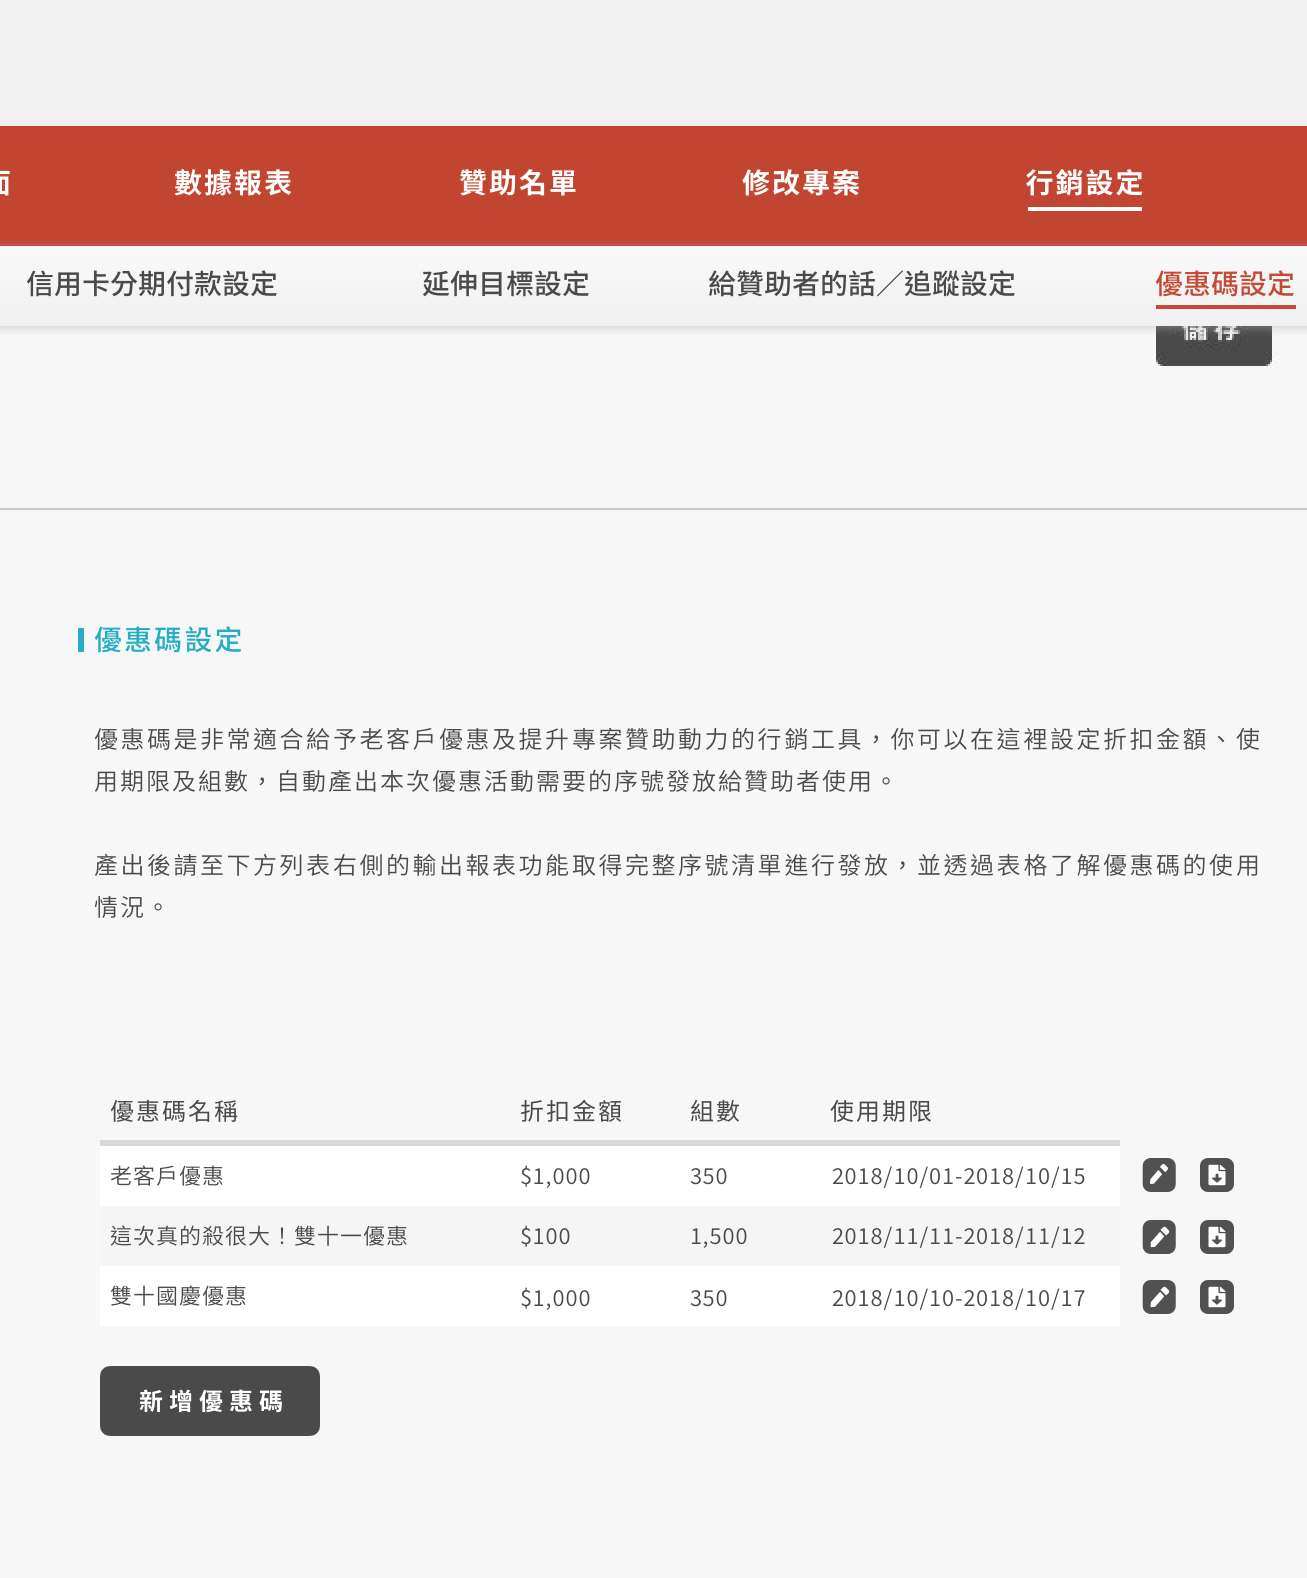 數據報表 贊助名單 修改專案 行銷設定
信用卡分期付款設定 延伸目標設定 給贊助者的話／追蹤設定 優惠碼設定
儲存
優惠碼設定
優惠碼是非常適合給予老客戶優惠及提升專案贊助動力的行銷工具，你可以在這裡設定折扣金額、使
用期限及組數，自動產出本次優惠活動需要的序號發放給贊助者使用。
產出後請至下方列表右側的輸出報表功能取得完整序號清單進行發放，並透過表格了解優惠碼的使用
情況。
優惠碼名稱 折扣金額 組數 使用期限
老客戶優惠 $1,000 350 2018/10/01-2018/10/15
這次真的殺很大！雙十一優惠 $100 1,500 2018/11/11-2018/11/12
雙十國慶優惠 $1,000 350 2018/10/10-2018/10/17
新增優惠碼